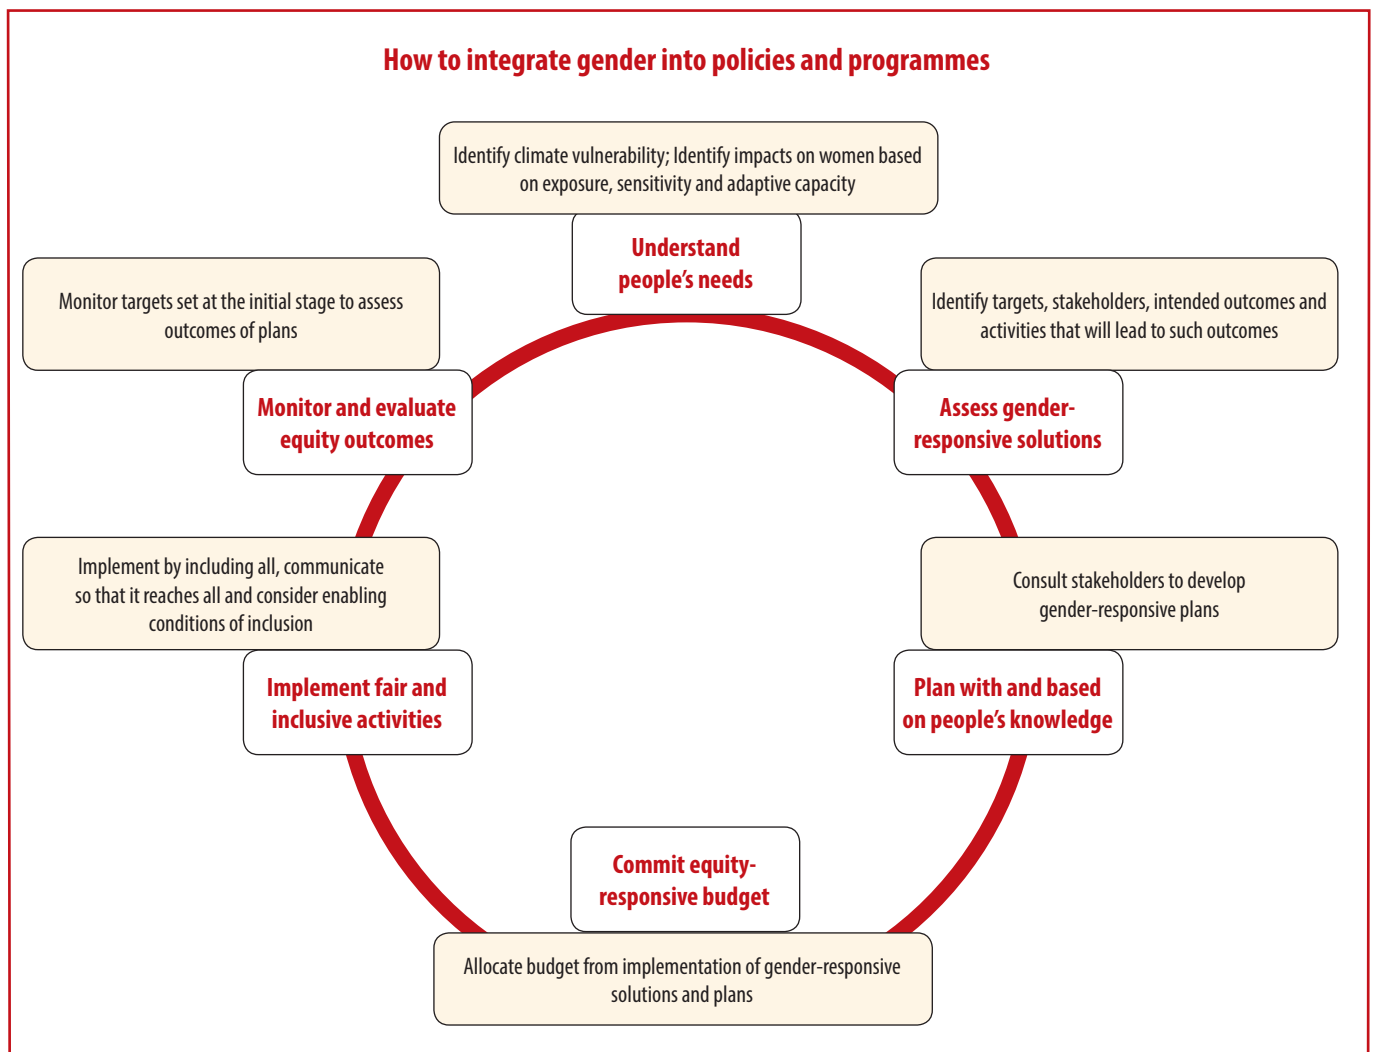 How to integrate gender into policies and programmes
Identify climate vulnerability; Identify impacts on women based
on exposure, sensitivity and adaptive capacity
Understand
people's needs
Identify targets, stakeholders, intended outcomes and
activities that will lead to such outcomes
Assess gender-
responsive solutions
Consult stakeholders to develop
gender-responsive plans
Plan with and based
on people's knowledge
Commit equity-
responsive budget
Allocate budget from implementation of gender-responsive
solutions and plans
Implement by including all, communicate
so that it reaches all and consider enabling
conditions of inclusion
Implement fair and
inclusive activities
Monitor targets set at the initial stage to assess
outcomes of plans
Monitor and evaluate
equity outcomes